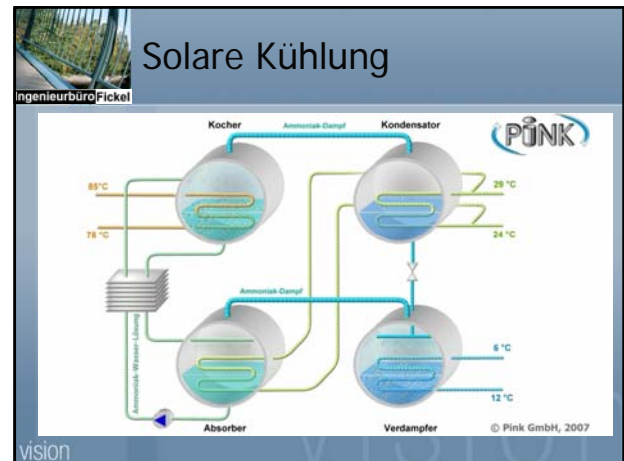 Solare Kühlung
Ingenieurbüro Fickel
Kocher
Ammoniak-Dampf
Kondensator
PINK
85°C
78 °C
29 °C
24 °C
Ammoniak-Dampf
Ammoniak-Wasser-Lösung
6 °C
12 °C
Absorber
Verdampfer
© Pink GmbH, 2007
vision
VISION